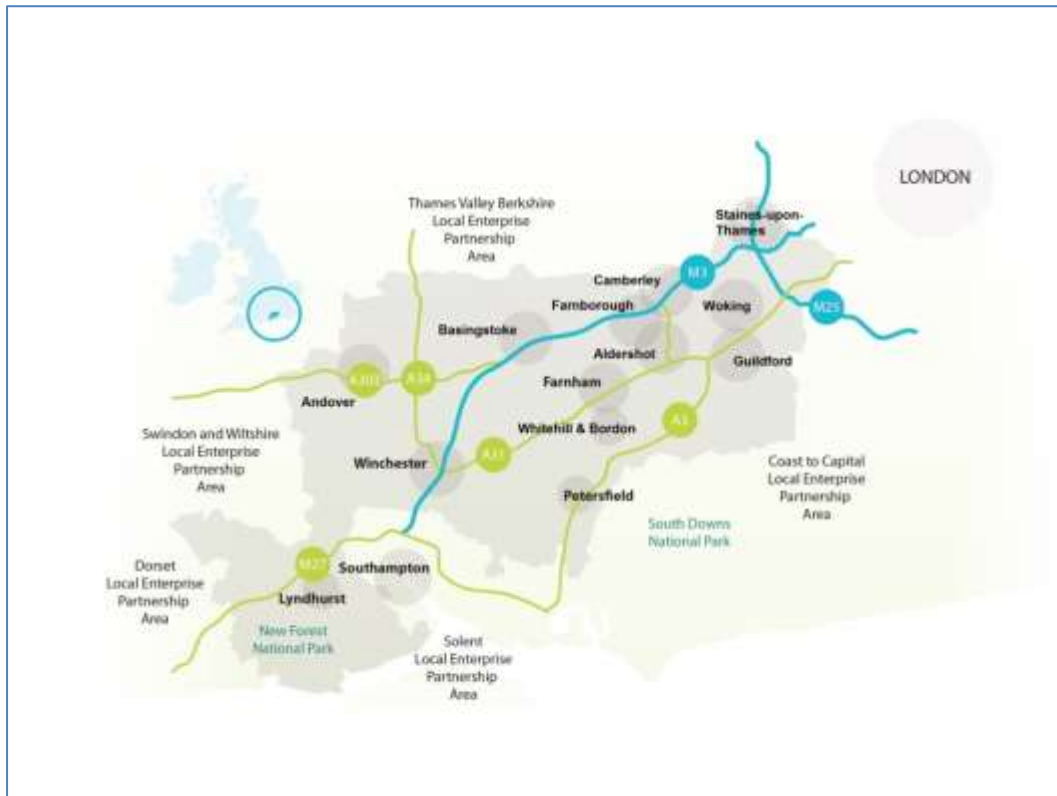 LONDON
Thames Valley Berkshire
Local Enterprise
Partnership
Area
Staines-upon-
Thames
Camberley
M3
Farnborough
Woking
M25
Basingstoke
Aldershot
Guildford
A303
A34
Farnham
Andover
Whitehill & Bordon
A3
Swindon and Wiltshire
Local Enterprise
Partnership
Area
Winchester
A31
Coast to Capital
Local Enterprise
Partnership
Area
Petersfield
South Downs
National Park
Dorset
Local Enterprise
Partnership
Area
M27
Southampton
Lyndhurst
New Forest
National Park
Solent
Local Enterprise
Partnership
Area